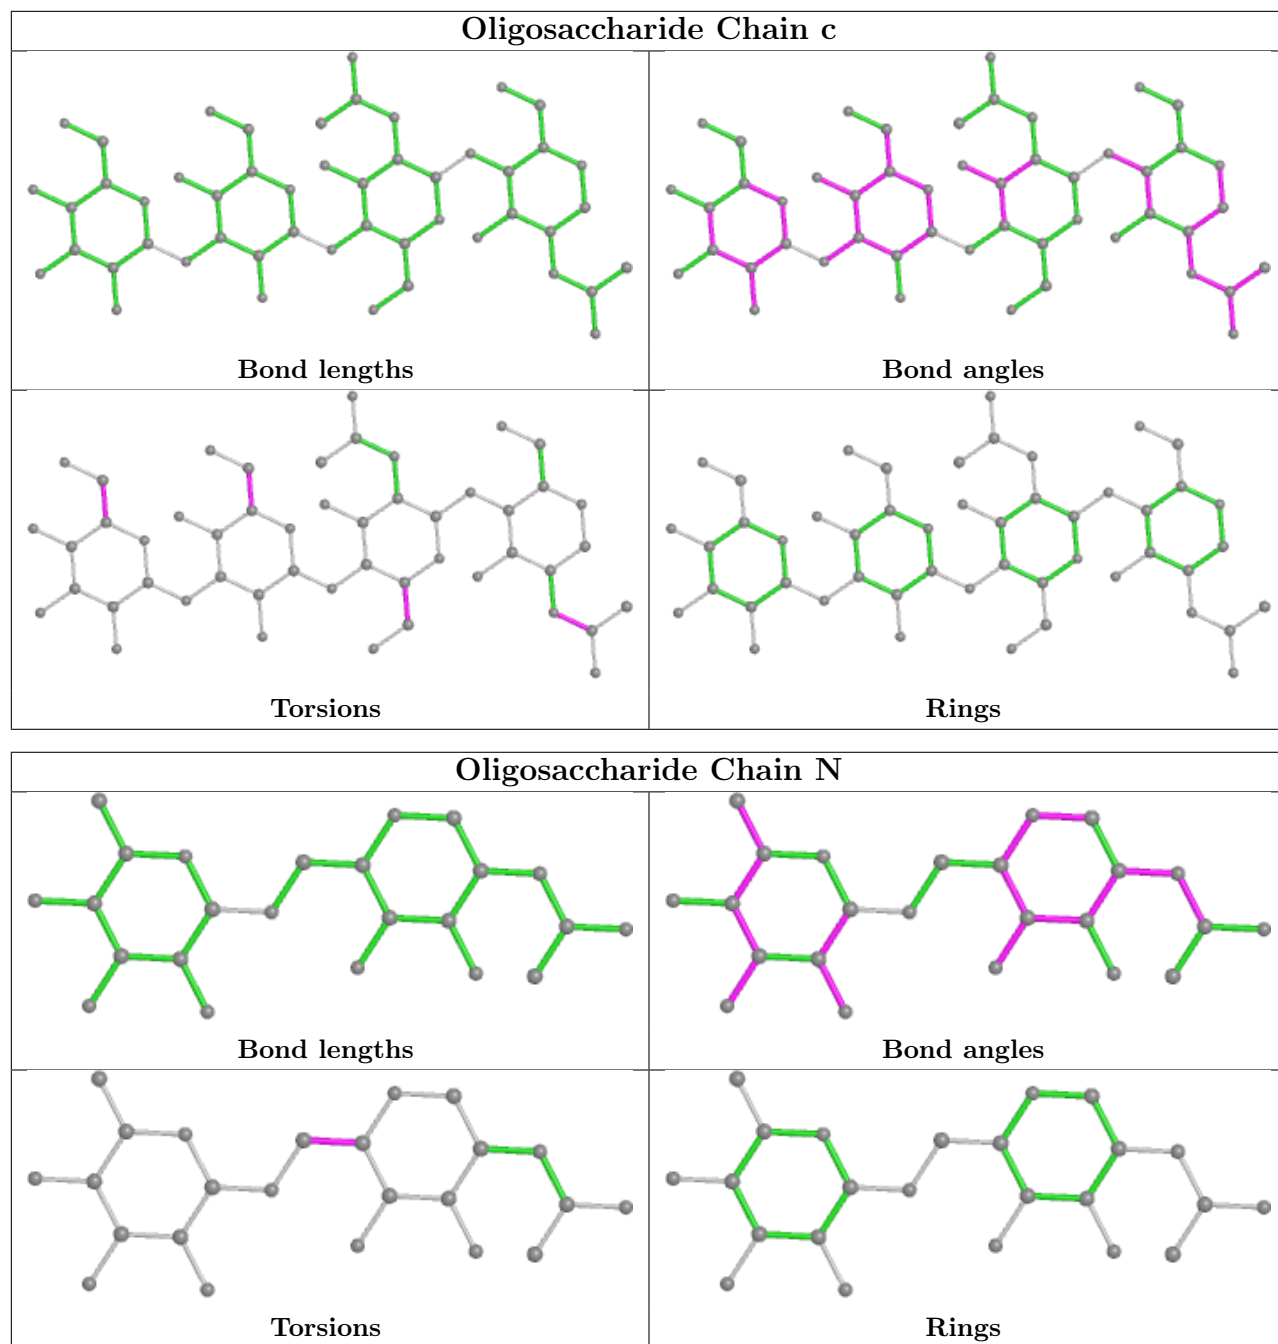 Oligosaccharide Chain c
Bond lengths
Bond angles
Torsions
Rings
Oligosaccharide Chain N
Bond lengths
Bond angles
Torsions
Rings